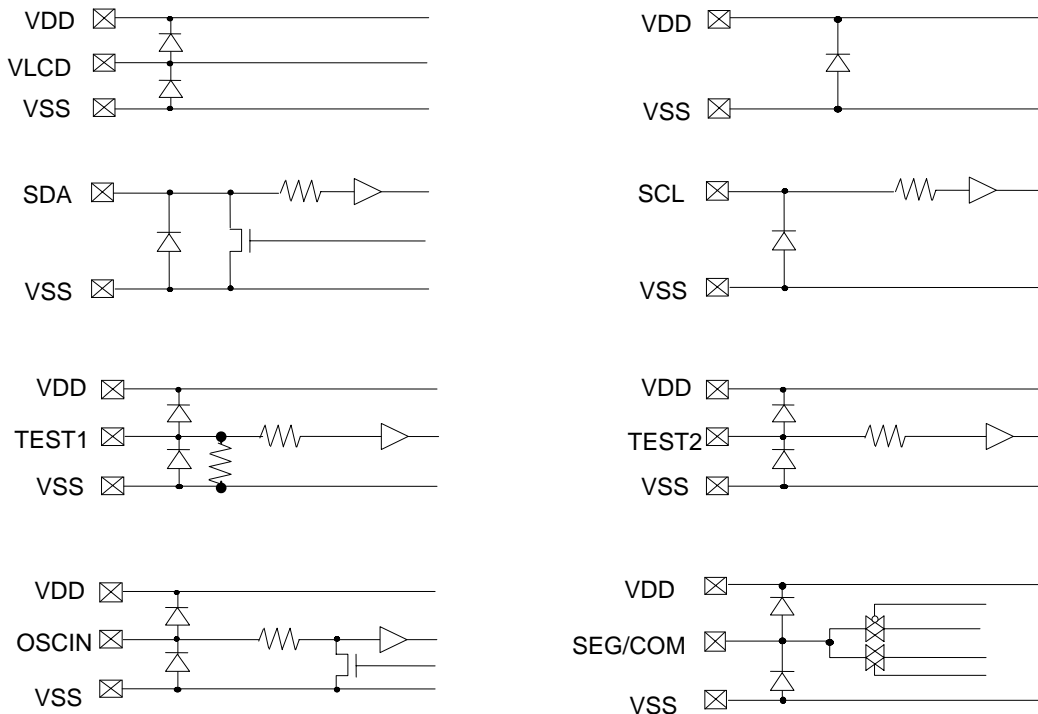 VDD
VLCD
VSS
VDD
VSS
SDA
VSS
SCL
VSS
VDD
TEST1
VSS
VDD
TEST2
VSS
VDD
OSCIN
VSS
VDD
SEG/COM
VSS